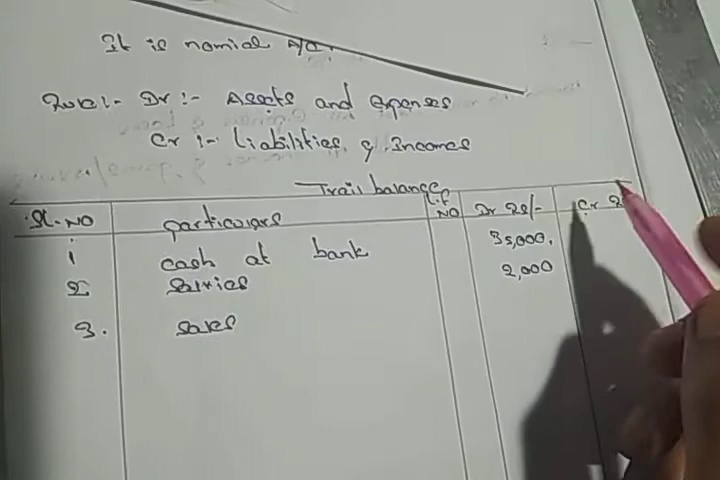 It is nomial A/C.
Rule:- Dr :- Assets and Expenses
Cr :- Liabilities & Incomes
Trail balance
Sl. NO particulars L.F NO Dr Rs/- Cr
1 cash at bank 35,000.
2 salries 2,000
3. sales